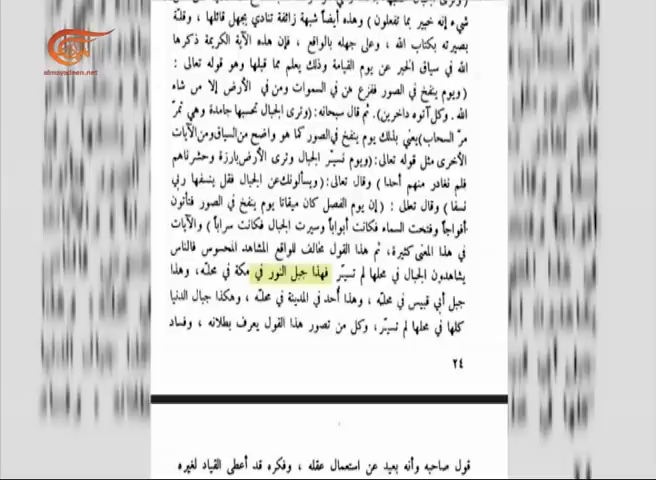 almayadeen.net
شيء إنه خبير بما تفعلون ) وهذه أيضاً شبهة زائفة تنادي بجهل قائلها ، وقلة
بصيرته بكتاب الله ، وعلى جهله بالواقع ، فإن هذه الآية الكريمة ذكرها
الله في سياق الخبر عن يوم القيامة وذلك يعلم مما قبلها وهو قوله تعالى :
( ويوم ينفخ في الصور ففزع من في السموات ومن في الأرض إلا من شاه
الله . وكل أتوه داخرين ). ثم قال سبحانه : ( وترى الجبال تحسبها جامدة وهي تمرّ
مرّ السحاب ) يعني بذلك يوم ينفخ في الصور كما هو واضح من السياق ومن الآيات
الأخرى مثل قوله تعالى : ( ويوم نسيّر الجبال وترى الأرض بارزة وحشرناهم
فلم نغادر منهم أحدا ) وقال تعالى : ( ويسألونك عن الجبال فقل ينسفها ربي
نسفا ) وقال تعالى : ( إن يوم الفصل كان ميقاتا يوم ينفخ في الصور فتأتون
أفواجاً وفتحت السماء فكانت أبواباً وسيرت الجبال فكانت سراباً ) والآيات
في هذا المعنى كثيرة ، ثم هذا القول مخالف للواقع المشاهد المحسوس فالناس
يشاهدون الجبال في محلها لم تسيّر فهذا جبل النور في مكة في محله ، وهذا
جبل أبي قبيس في محله ، وهذا أحد في المدينة في محله ، وهكذا جبال الدنيا
كلها في محلها لم تسيّر ، وكل من تصور هذا القول يعرف بطلانه ، وفساد
٢٤
قول صاحبه وأنه بعيد عن استعمال عقله ، وفكره قد أعطى القياد لغيره